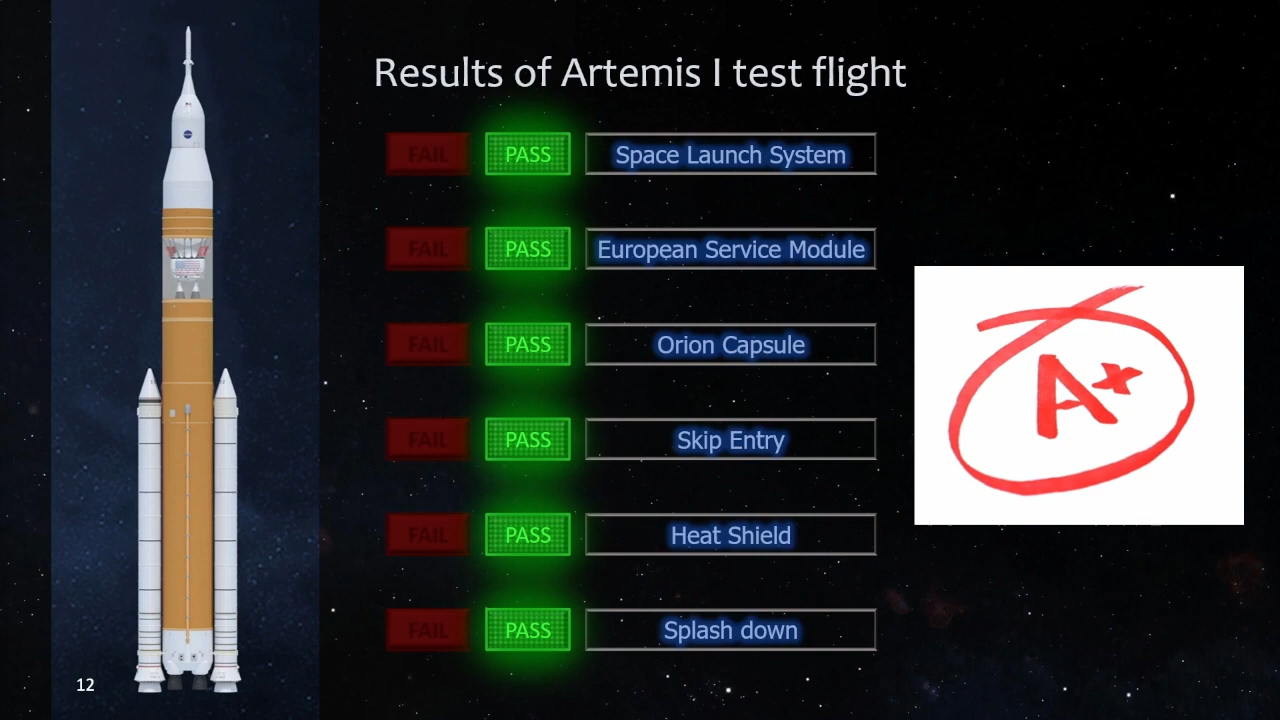 Results of Artemis I test flight
FAIL PASS Space Launch System
FAIL PASS European Service Module
FAIL PASS Orion Capsule
FAIL PASS Skip Entry
FAIL PASS Heat Shield
FAIL PASS Splash down
A+
12